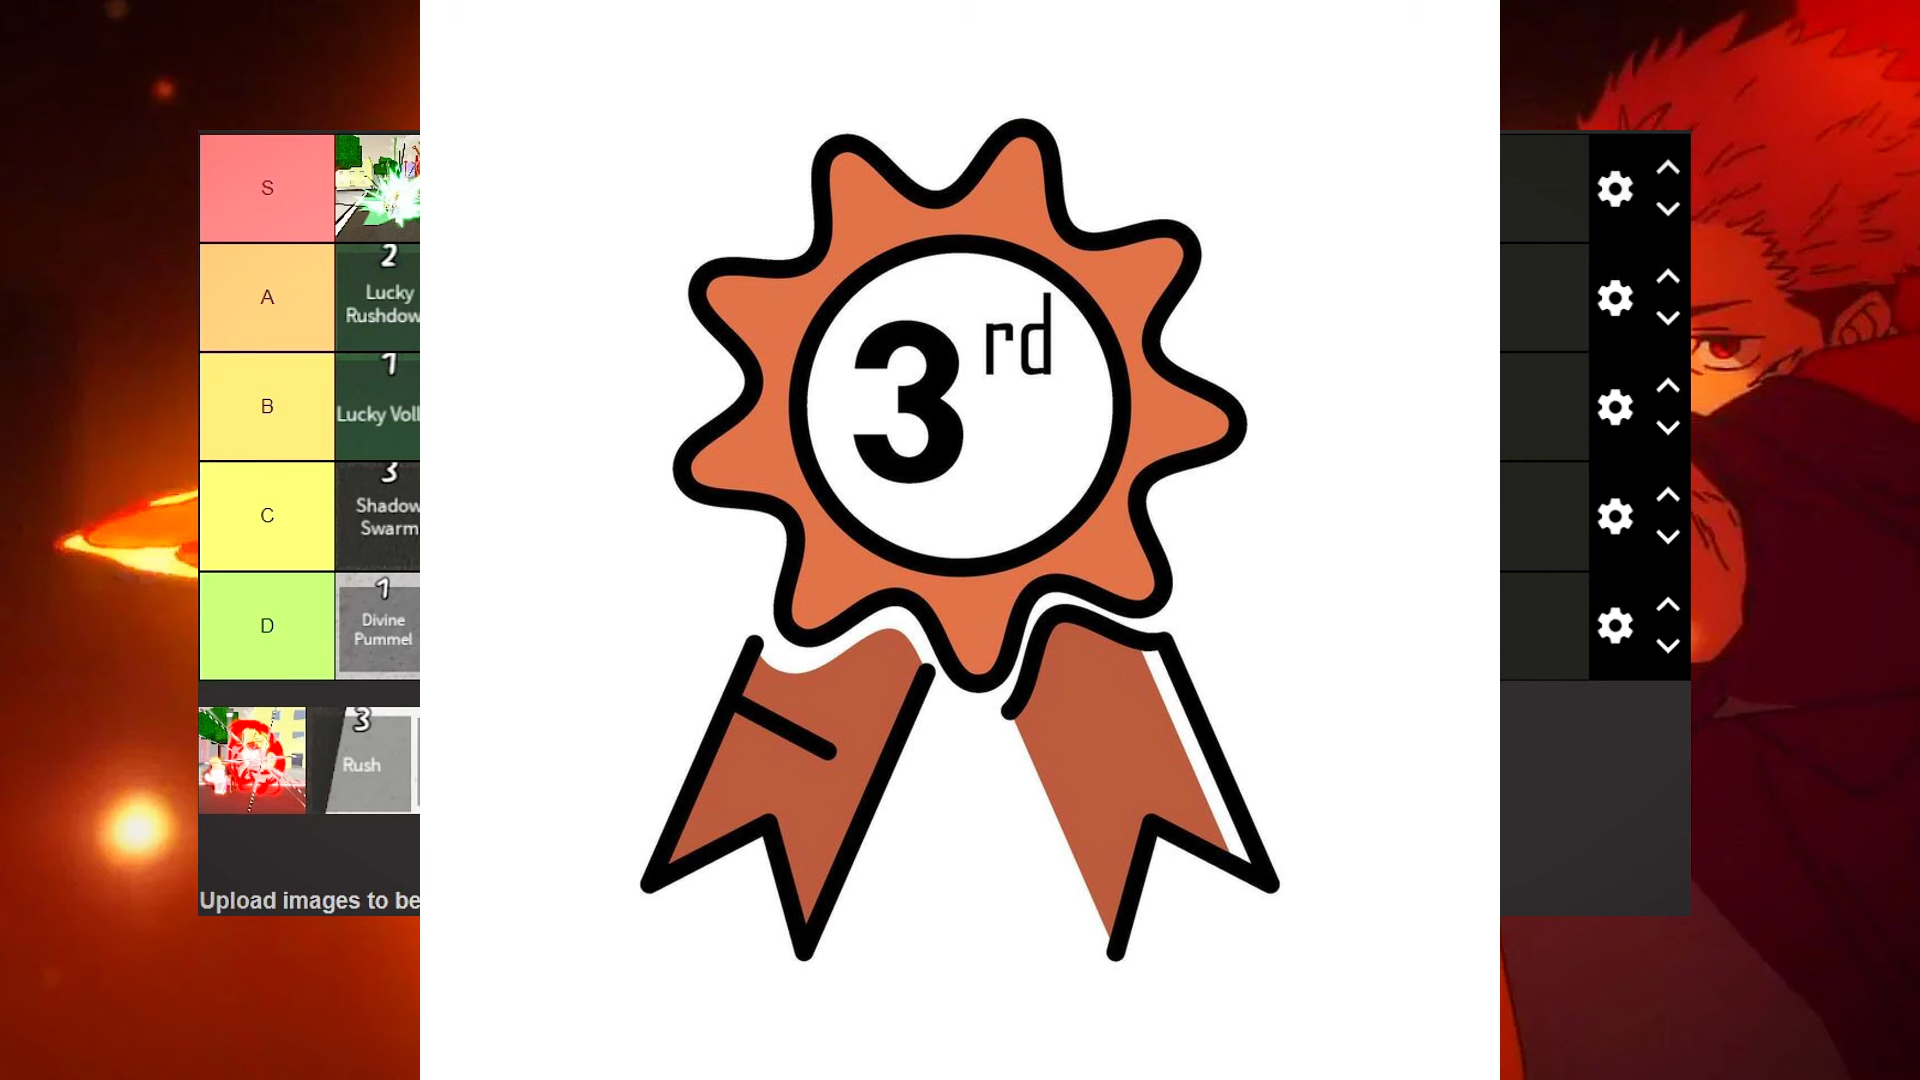 S
A
2
Lucky
Rushdow
B
1
Lucky Voll
C
3
Shadow
Swarm
D
1
Divine
Pummel
3
Rush
Upload images to be
3rd